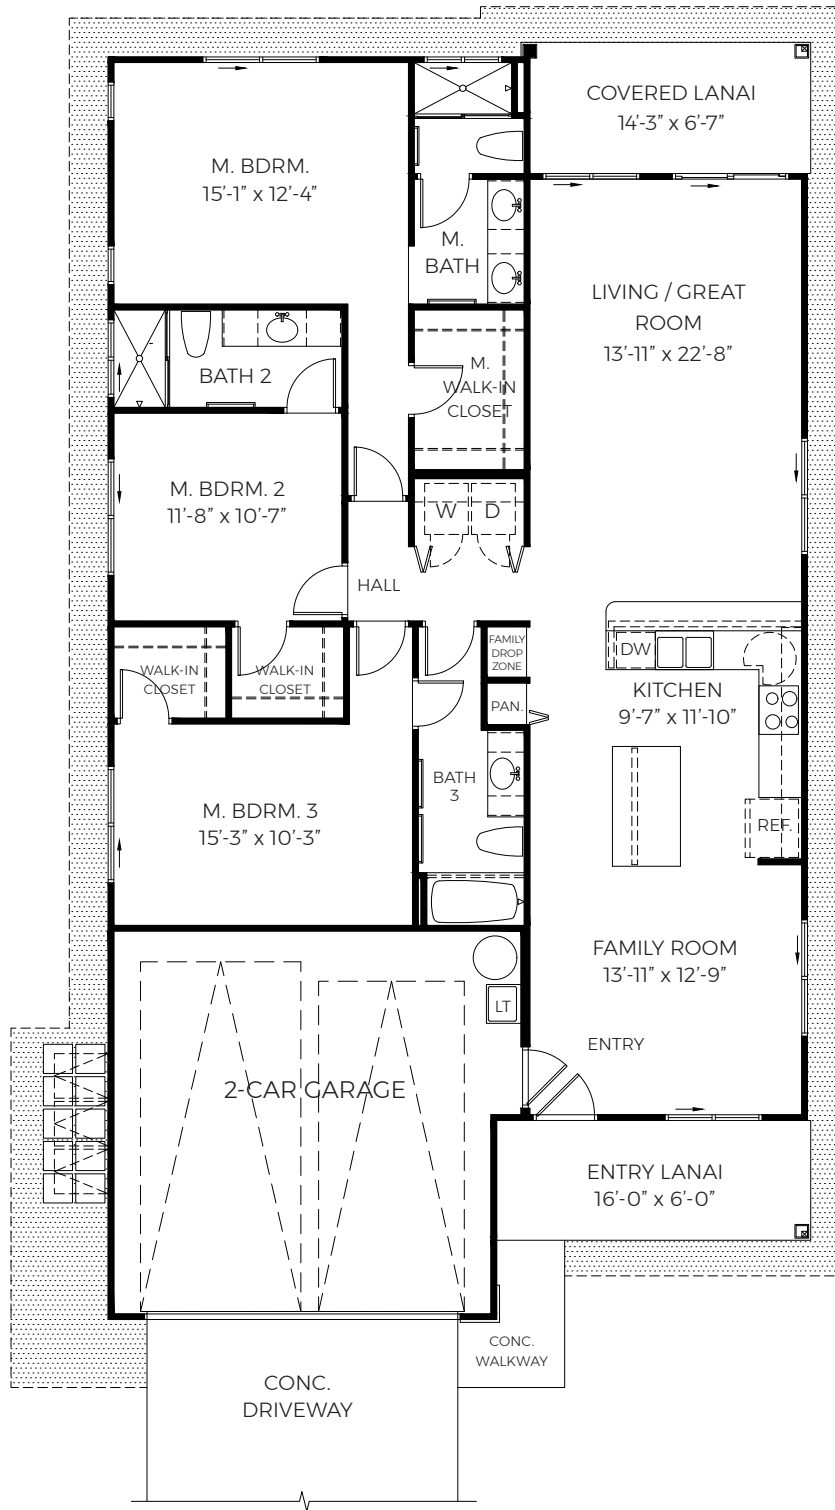 COVERED LANAI
14'-3” x 6'-7”
M. BDRM.
15'-1” x 12'-4”
M.
BATH
LIVING / GREAT
ROOM
13'-11” x 22'-8”
BATH 2
M.
WALK-IN
CLOSET
M. BDRM. 2
11'-8” x 10'-7”
W
D
HALL
FAMILY
DROP
ZONE
DW
WALK-IN
CLOSET
WALK-IN
CLOSET
PAN.
KITCHEN
9'-7” x 11'-10”
BATH
3
M. BDRM. 3
15'-3” x 10'-3”
REF.
FAMILY ROOM
13'-11” x 12'-9”
LT
ENTRY
2-CAR GARAGE
ENTRY LANAI
16'-0” x 6'-0”
CONC.
WALKWAY
CONC.
DRIVEWAY